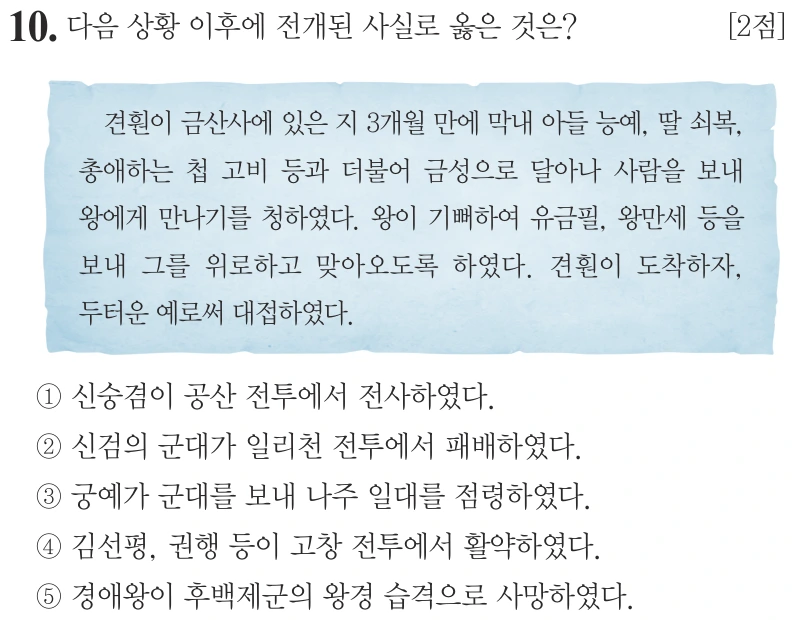 10. 다음 상황 이후에 전개된 사실로 옳은 것은? [2점]
견훤이 금산사에 있은 지 3개월 만에 막내 아들 능예, 딸 쇠복,
총애하는 첩 고비 등과 더불어 금성으로 달아나 사람을 보내
왕에게 만나기를 청하였다. 왕이 기뻐하여 유금필, 왕만세 등을
보내 그를 위로하고 맞아오도록 하였다. 견훤이 도착하자,
두터운 예로써 대접하였다.
① 신숭겸이 공산 전투에서 전사하였다.
② 신검의 군대가 일리천 전투에서 패배하였다.
③ 궁예가 군대를 보내 나주 일대를 점령하였다.
④ 김선평, 권행 등이 고창 전투에서 활약하였다.
⑤ 경애왕이 후백제군의 왕경 습격으로 사망하였다.